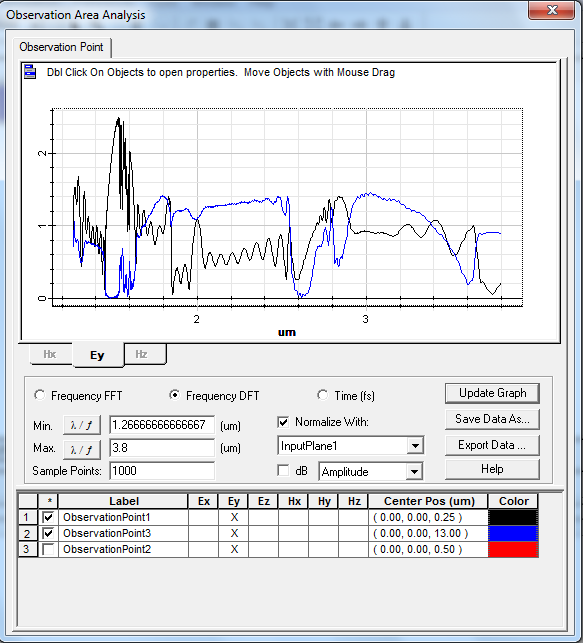 Observation Area Analysis
Observation Point
Dbl Click On Objects to open properties. Move Objects with Mouse Drag
2
1
0
2 3
um
Hx Ey Hz
Frequency FFT Frequency DFT Time (fs) Update Graph
Min. λ / ƒ 1.26666666666667 (um) Normalize With: Save Data As...
Max. λ / ƒ 3.8 (um) InputPlane1 Export Data ...
Sample Points: 1000 dB Amplitude Help
* Label Ex Ey Ez Hx Hy Hz Center Pos (um) Color
1 ObservationPoint1 X ( 0.00, 0.00, 0.25 )
2 ObservationPoint3 X ( 0.00, 0.00, 13.00 )
3 ObservationPoint2 X ( 0.00, 0.00, 0.50 )